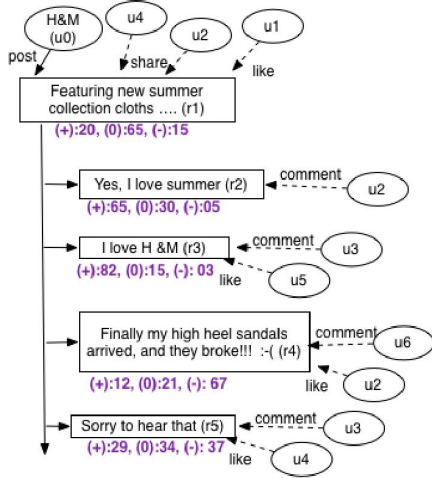 H&M
(u0)
u4
u2
u1
post
share
like
Featuring new summer
collection cloths .... (r1)
(+):20, (0):65, (-):15
Yes, I love summer (r2)
comment
u2
(+):65, (0):30, (-):05
I love H &M (r3)
comment
u3
(+):82, (0):15, (-): 03
like
u5
Finally my high heel sandals
arrived, and they broke!!! :-( (r4)
comment
u6
(+):12, (0):21, (-): 67
like
u2
Sorry to hear that (r5)
comment
u3
(+):29, (0):34, (-): 37
like
u4